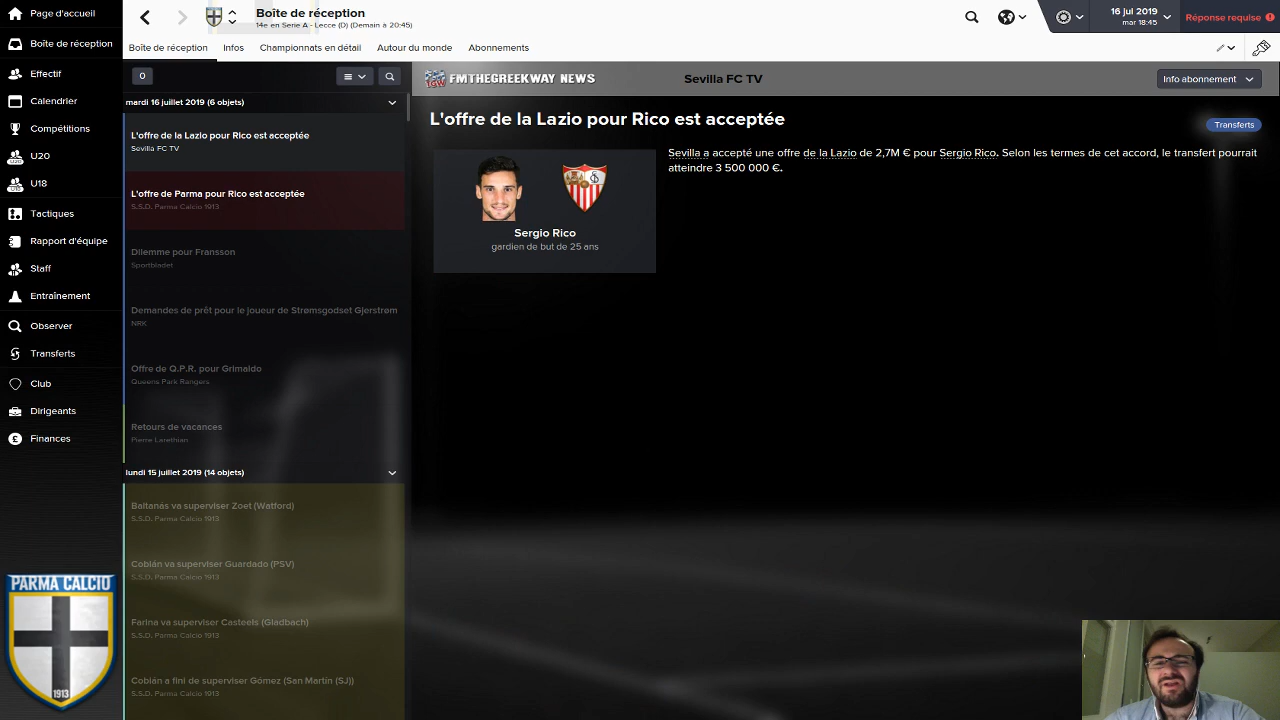 Page d'accueil
Boîte de réception
Effectif
Calendrier
Compétitions
U20
U18
Tactiques
Rapport d'équipe
Staff
Entraînement
Observer
Transferts
Club
Dirigeants
Finances
PARMA CALCIO
1913
Boîte de réception
14e en Serie A - Lecce (D) (Demain à 20:45)
16 jul 2019
mar 18:45
Réponse requise
Boîte de réception
Infos
Championnats en détail
Autour du monde
Abonnements
0
mardi 16 juillet 2019 (6 objets)
L'offre de la Lazio pour Rico est acceptée
Sevilla FC TV
L'offre de Parma pour Rico est acceptée
S.S.D. Parma Calcio 1913
Dilemme pour Fransson
Sportbladet
Demandes de prêt pour le joueur de Strømsgodset Gjerstrøm
NRK
Offre de Q.P.R. pour Grimaldo
Queens Park Rangers
Retours de vacances
Pierre Larethian
lundi 15 juillet 2019 (14 objets)
Baltanás va superviser Zoet (Watford)
S.S.D. Parma Calcio 1913
Cobián va superviser Guardado (PSV)
S.S.D. Parma Calcio 1913
Farina va superviser Casteels (Gladbach)
S.S.D. Parma Calcio 1913
Cobián a fini de superviser Gómez (San Martín (SJ))
S.S.D. Parma Calcio 1913
FMTHEGREEKWAY NEWS
Sevilla FC TV
Info abonnement
L'offre de la Lazio pour Rico est acceptée
Transferts
Sevilla a accepté une offre de la Lazio de 2,7M € pour Sergio Rico. Selon les termes de cet accord, le transfert pourrait
atteindre 3 500 000 €.
Sergio Rico
gardien de but de 25 ans